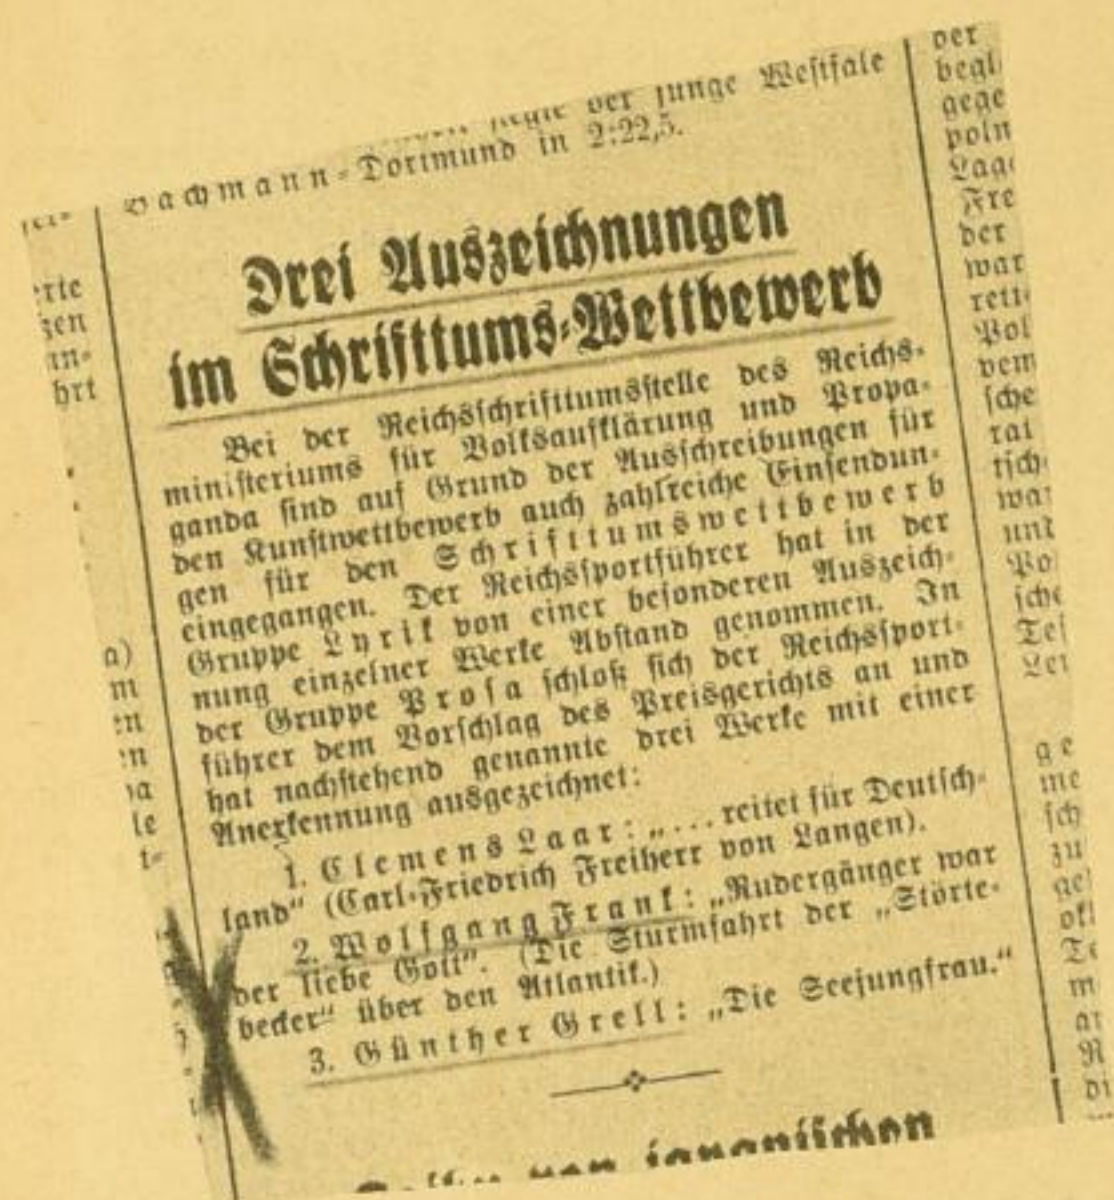 der junge Westfale
Bachmann-Dortmund in 2:22,5.
Drei Auszeichnungen
im Schrifttums-Wettbewerb
Bei der Reichsschrifttumsstelle des Reichs-
ministeriums für Volksaufklärung und Propa-
ganda sind auf Grund der Ausschreibungen für
den Kunstwettbewerb auch zahlreiche Einsendun-
gen für den Schrifttumswettbewerb
eingegangen. Der Reichssportführer hat in der
Gruppe Lyrik von einer besonderen Auszeich-
nung einzelner Werke Abstand genommen. In
der Gruppe Prosa schloß sich der Reichssport-
führer dem Vorschlag des Preisgerichts an und
hat nachstehend genannte drei Werke mit einer
Anerkennung ausgezeichnet:
1. Clemens Laar: „... reitet für Deutsch-
land“ (Carl-Friedrich Freiherr von Langen).
2. Wolfgang Frank: „Rudergänger war
der liebe Gott“. (Die Sturmfahrt der „Störte-
becker“ über den Atlantik.)
3. Günther Grell: „Die Seejungfrau.“
von japanischen